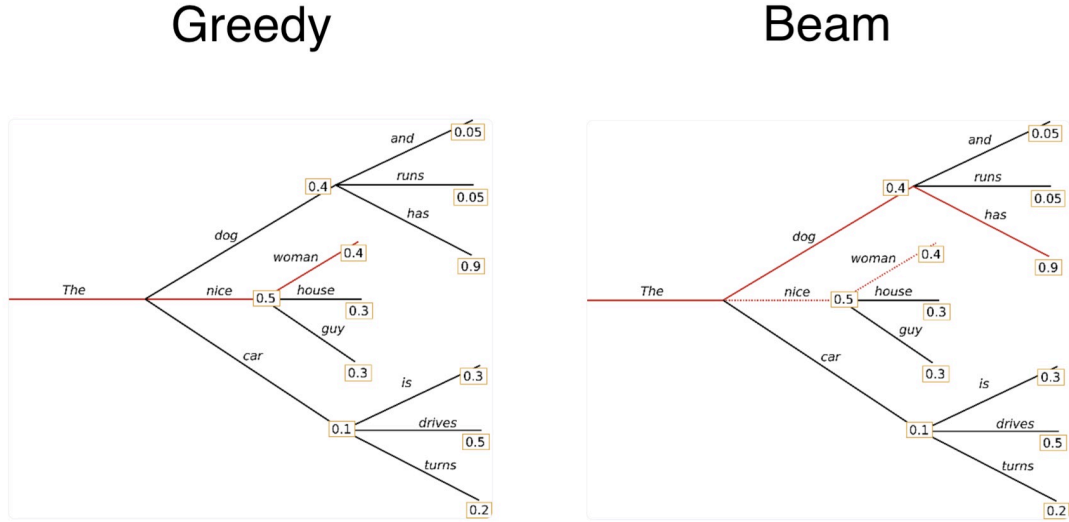 Greedy
The
dog
0.4
and
0.05
runs
0.05
has
0.9
nice
0.5
woman
0.4
house
0.3
guy
0.3
car
0.1
is
0.3
drives
0.5
turns
0.2
Beam
The
dog
0.4
and
0.05
runs
0.05
has
0.9
nice
0.5
woman
0.4
house
0.3
guy
0.3
car
0.1
is
0.3
drives
0.5
turns
0.2